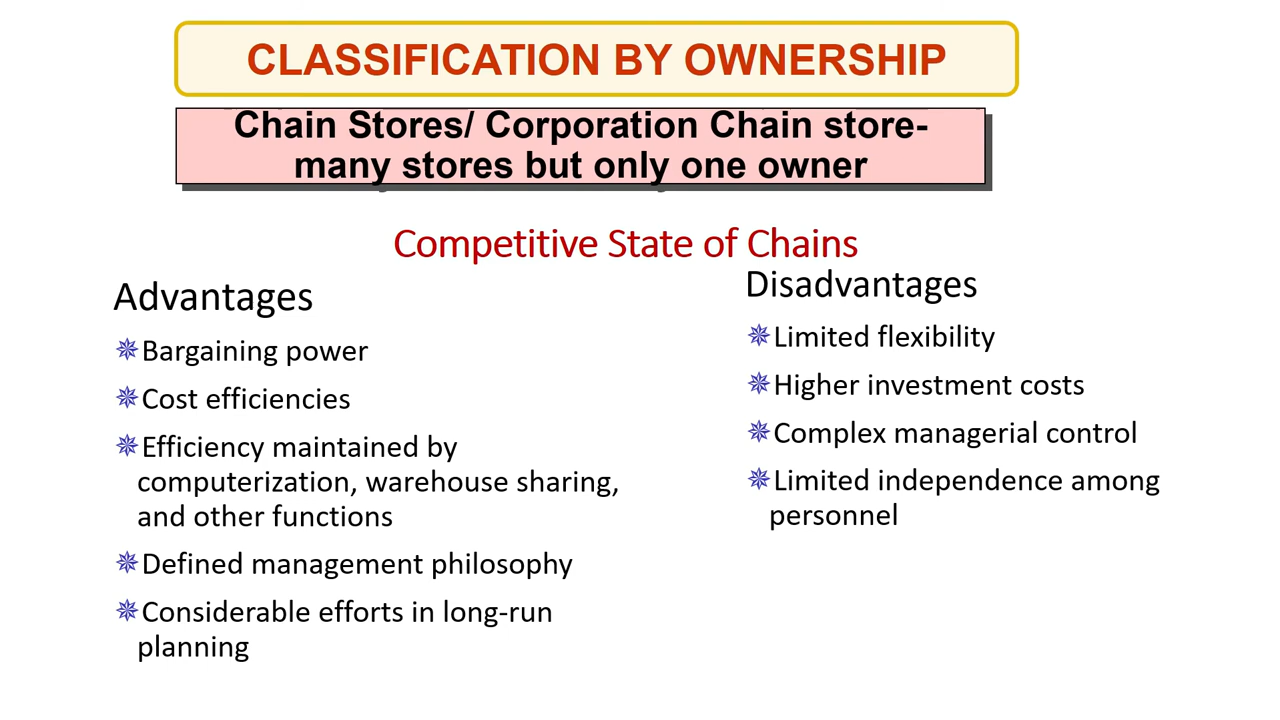 CLASSIFICATION BY OWNERSHIP
Chain Stores/ Corporation Chain store-
many stores but only one owner
Competitive State of Chains
Advantages
✵Bargaining power
✵Cost efficiencies
✵Efficiency maintained by
computerization, warehouse sharing,
and other functions
✵Defined management philosophy
✵Considerable efforts in long-run
planning
Disadvantages
✵Limited flexibility
✵Higher investment costs
✵Complex managerial control
✵Limited independence among
personnel